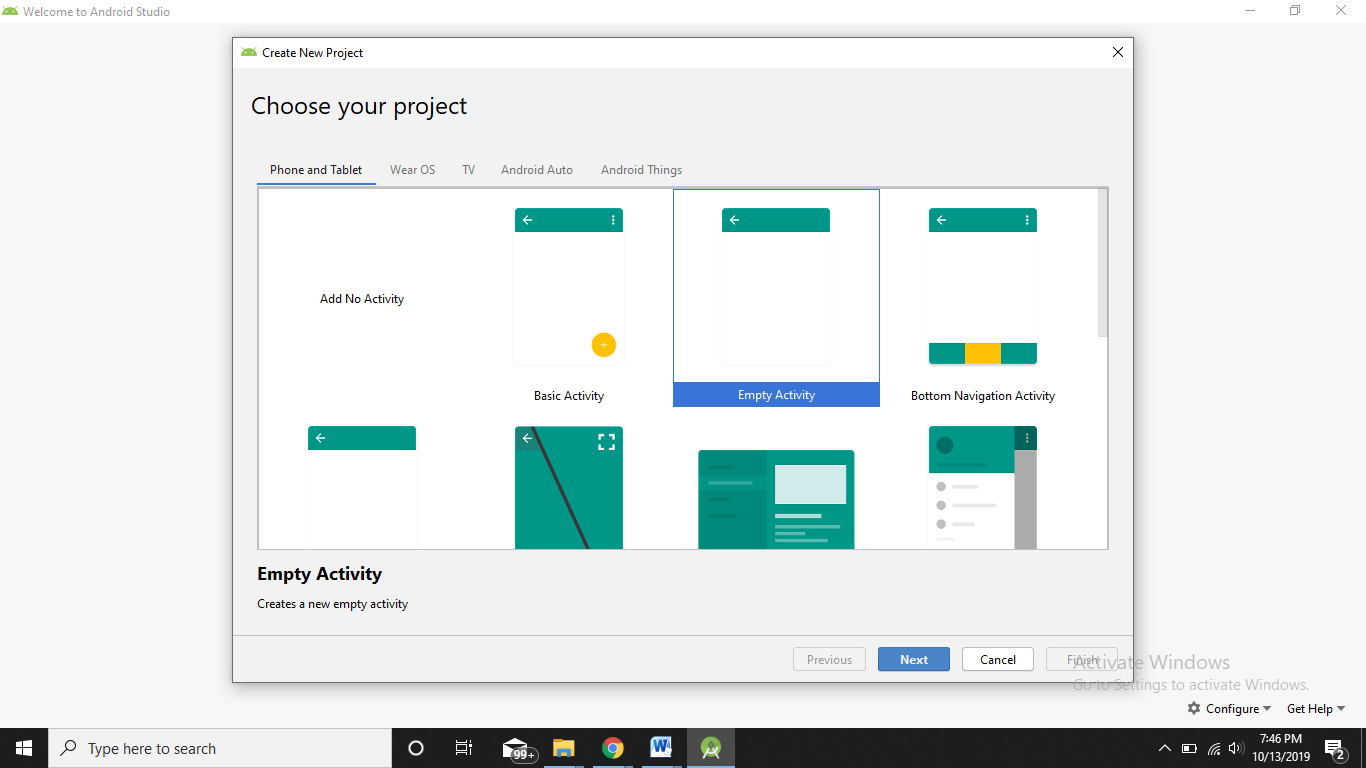 Welcome to Android Studio
Create New Project
Choose your project
Phone and Tablet Wear OS TV Android Auto Android Things
Add No Activity
Basic Activity
Empty Activity
Bottom Navigation Activity
Empty Activity
Creates a new empty activity
Previous Next Cancel Finish
Activate Windows
Go to Settings to activate Windows.
Configure Get Help
Type here to search
99+
W
7:46 PM
10/13/2019
2